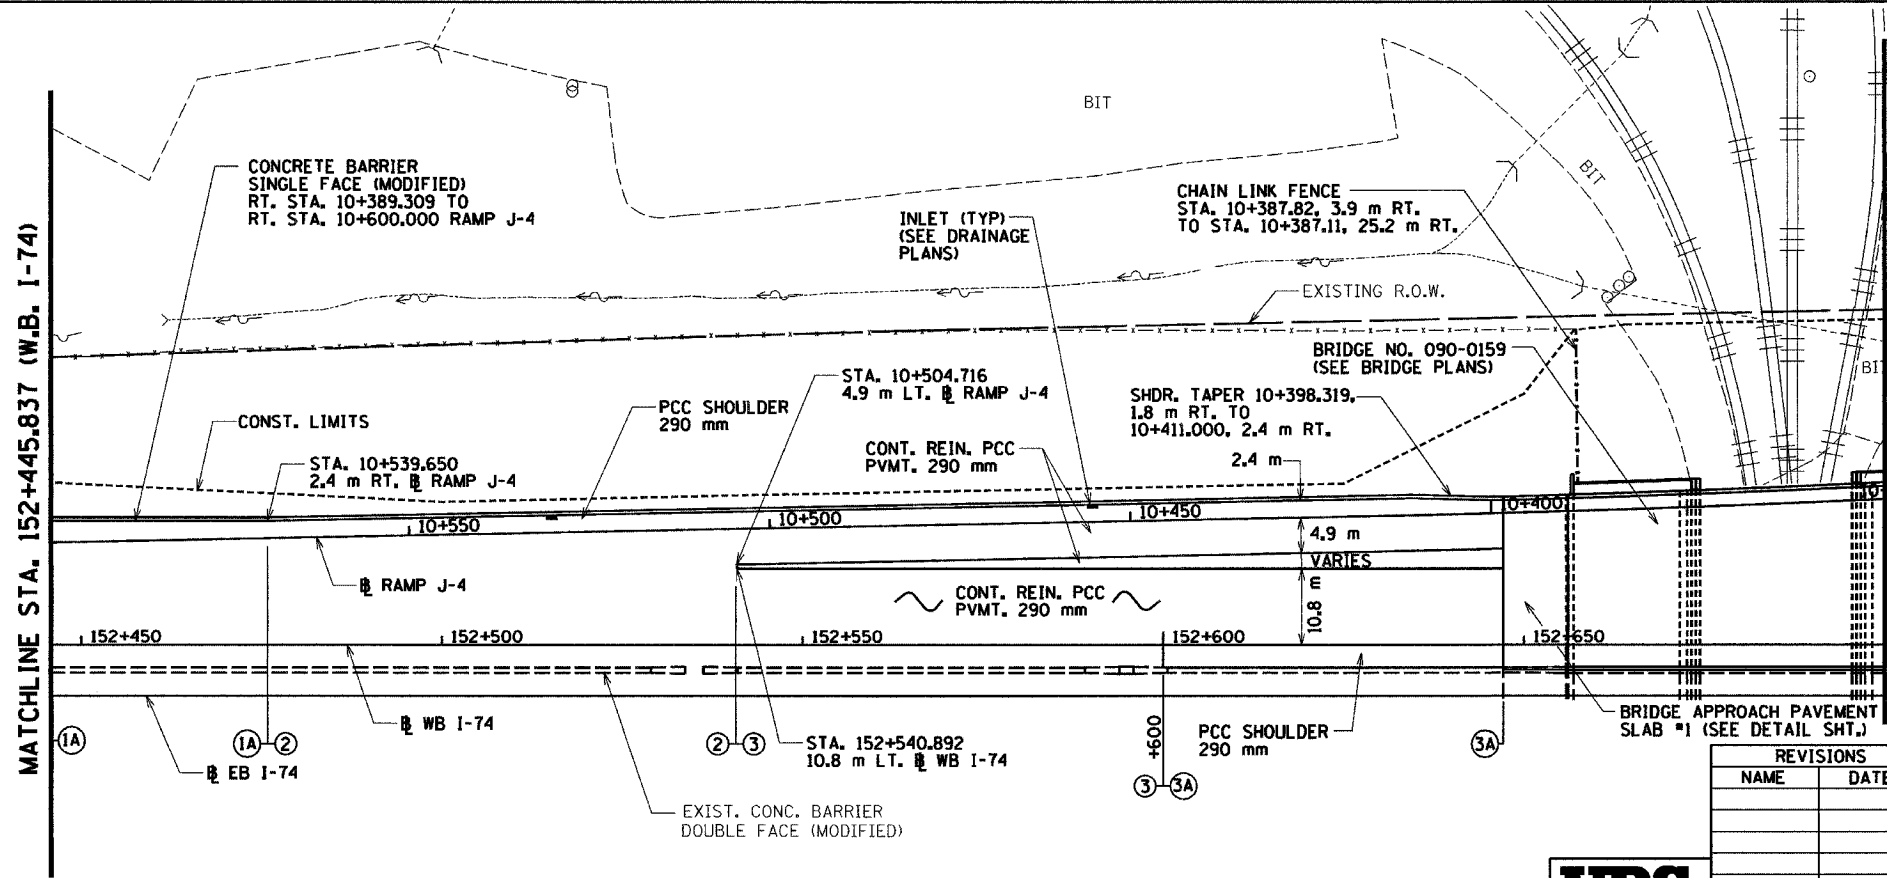 BIT
CONCRETE BARRIER
SINGLE FACE (MODIFIED)
RT. STA. 10+389.309 TO
RT. STA. 10+600.000 RAMP J-4
INLET (TYP)
(SEE DRAINAGE
PLANS)
CHAIN LINK FENCE
STA. 10+387.82, 3.9 m RT.
TO STA. 10+387.11, 25.2 m RT.
BIT
EXISTING R.O.W.
MATCHLINE STA. 152+445.837 (W.B. I-74)
BRIDGE NO. 090-0159
(SEE BRIDGE PLANS)
STA. 10+504.716
4.9 m LT. ℄ RAMP J-4
SHDR. TAPER 10+398.319,
1.8 m RT. TO
10+411.000, 2.4 m RT.
PCC SHOULDER
290 mm
CONST. LIMITS
CONT. REIN. PCC
PVMT. 290 mm
STA. 10+539.650
2.4 m RT. ℄ RAMP J-4
2.4 m
10+550
10+500
10+450
10+400
4.9 m
VARIES
℄ RAMP J-4
CONT. REIN. PCC
PVMT. 290 mm
10.8 m
152+450
152+500
152+550
152+600
152+650
℄ WB I-74
℄ EB I-74
1A
1A 2
2 3
STA. 152+540.892
10.8 m LT. ℄ WB I-74
+600
3 3A
PCC SHOULDER
290 mm
3A
BRIDGE APPROACH PAVEMENT
SLAB #1 (SEE DETAIL SHT.)
EXIST. CONC. BARRIER
DOUBLE FACE (MODIFIED)
REVISIONS
NAME DATE